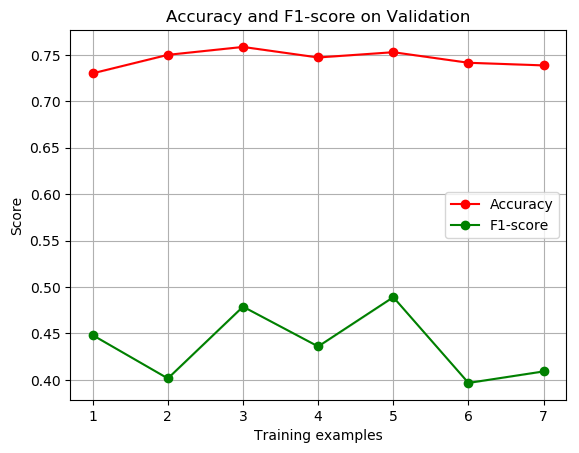 Accuracy and F1-score on Validation
0.75
0.70
0.65
0.60
0.55
0.50
0.45
0.40
Score
Accuracy
F1-score
1 2 3 4 5 6 7
Training examples